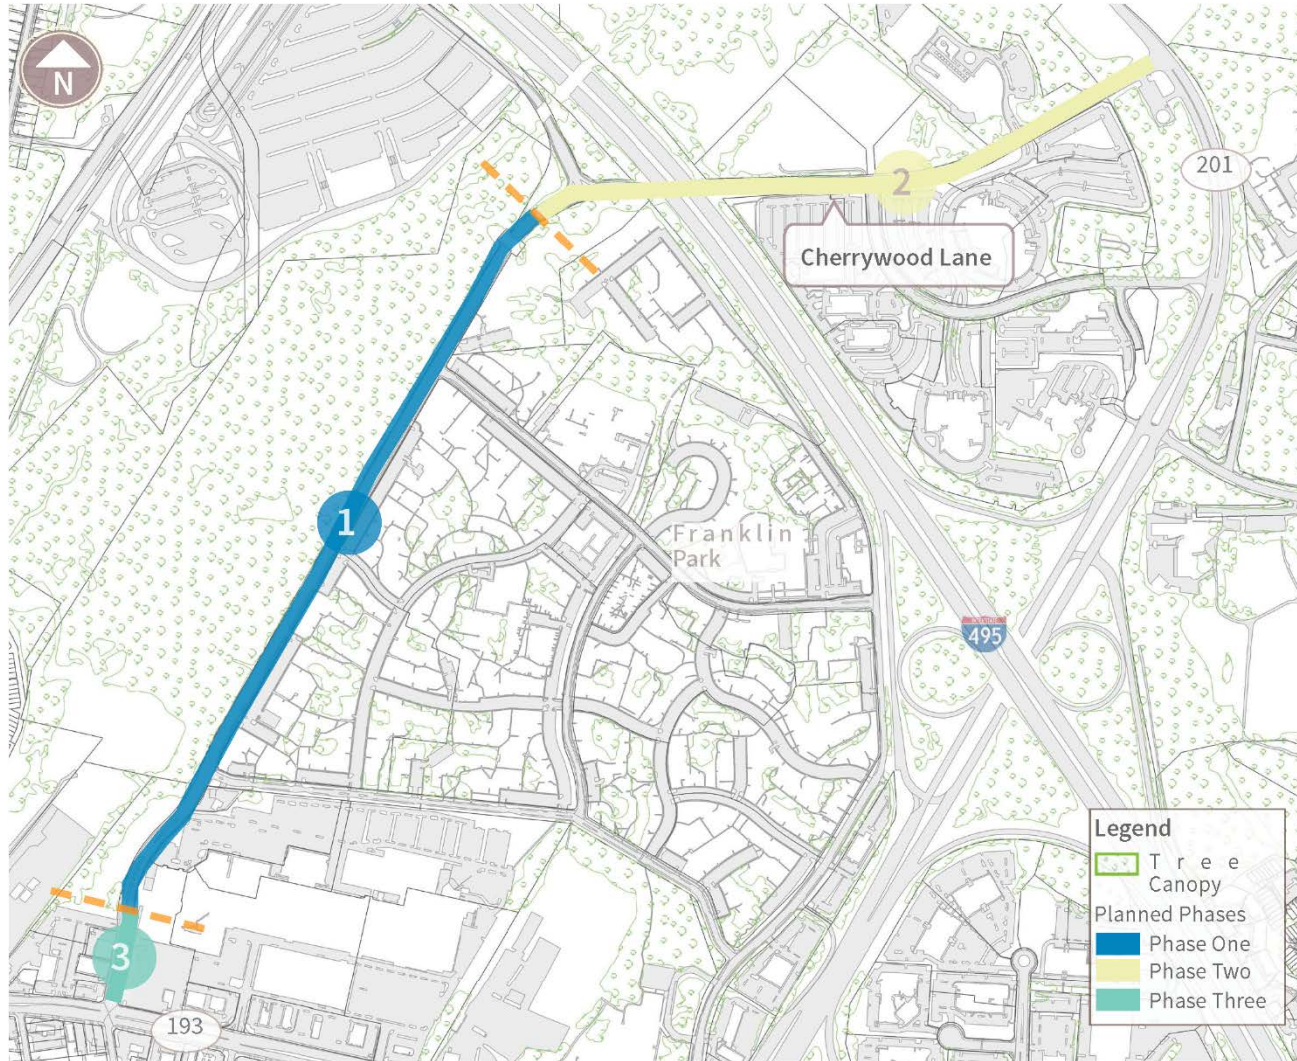 N
201
2
Cherrywood Lane
1
Franklin
Park
495
Legend
Tree
Canopy
Planned Phases
Phase One
Phase Two
Phase Three
3
193